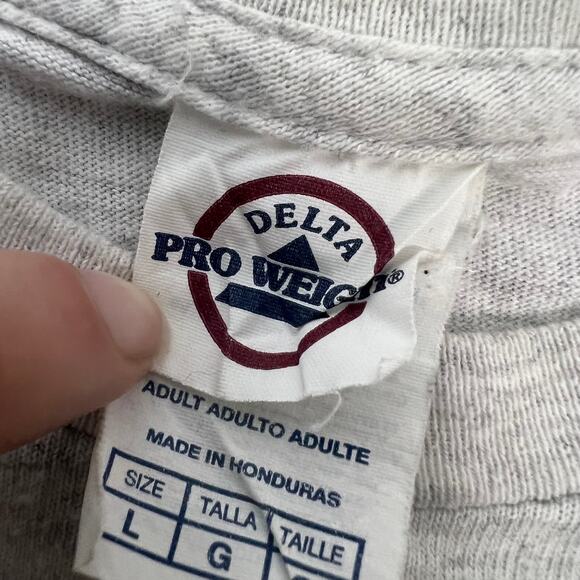 DELTA
PRO WEIGHT®
ADULT ADULTO ADULTE
MADE IN HONDURAS
SIZE TALLA TAILLE
L G